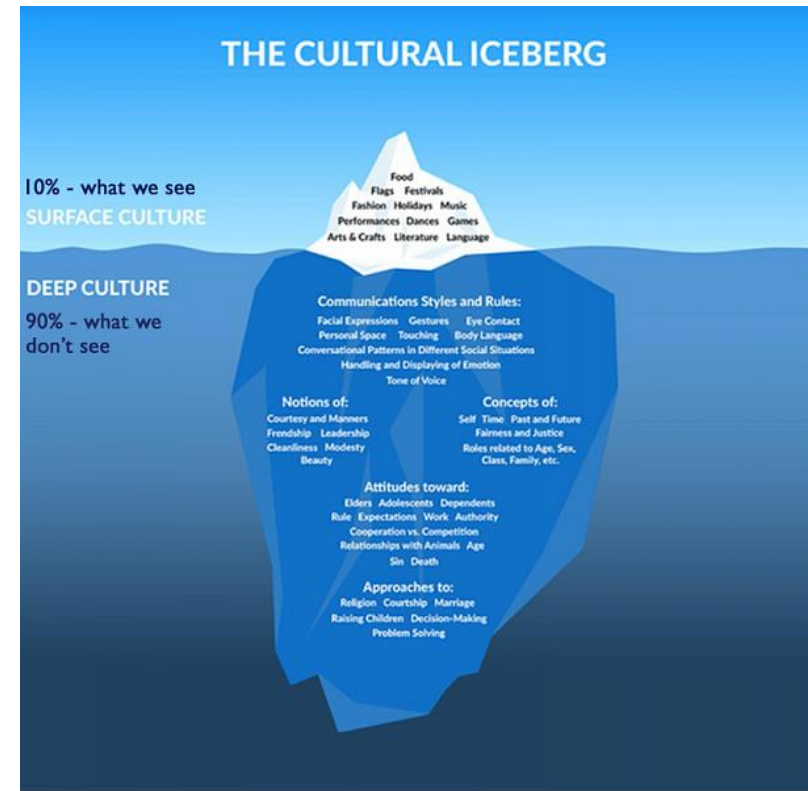 THE CULTURAL ICEBERG
10% - what we see
SURFACE CULTURE
Food
Flags Festivals
Fashion Holidays Music
Performances Dances Games
Arts & Crafts Literature Language
DEEP CULTURE
90% - what we
don't see
Communications Styles and Rules:
Facial Expressions Gestures Eye Contact
Personal Space Touching Body Language
Conversational Patterns in Different Social Situations
Handling and Displaying of Emotion
Tone of Voice
Notions of:
Courtesy and Manners
Frendship Leadership
Cleanliness Modesty
Beauty
Concepts of:
Self Time Past and Future
Fairness and Justice
Roles related to Age, Sex,
Class, Family, etc.
Attitudes toward:
Elders Adolescents Dependents
Rule Expectations Work Authority
Cooperation vs. Competition
Relationships with Animals Age
Sin Death
Approaches to:
Religion Courtship Marriage
Raising Children Decision-Making
Problem Solving